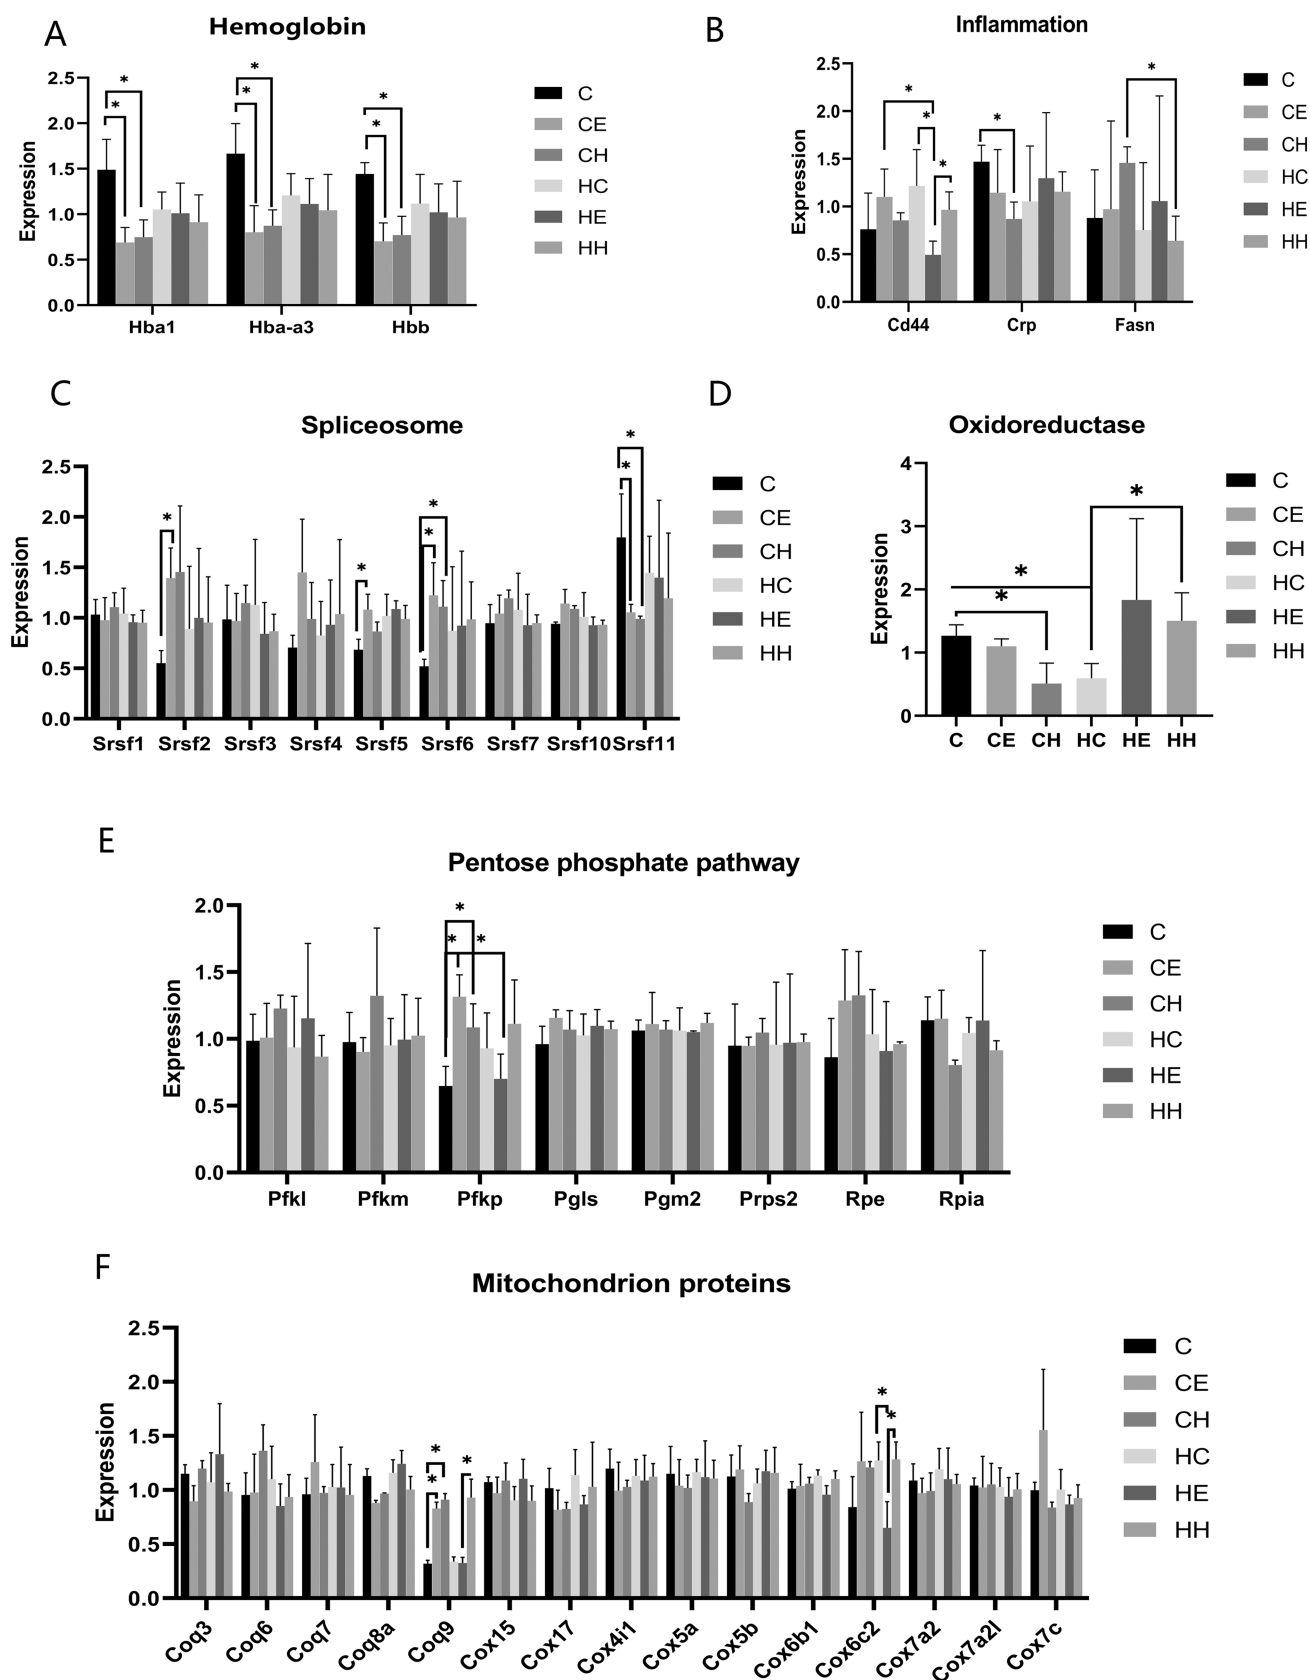 A
Hemoglobin
Expression
2.5
2.0
1.5
1.0
0.5
0.0
* * * * * *
Hba1 Hba-a3 Hbb
C
CE
CH
HC
HE
HH
B
Inflammation
Expression
2.5
2.0
1.5
1.0
0.5
0.0
* * * * *
Cd44 Crp Fasn
C
CE
CH
HC
HE
HH
C
Spliceosome
Expression
2.5
2.0
1.5
1.0
0.5
0.0
* * * * * *
Srsf1 Srsf2 Srsf3 Srsf4 Srsf5 Srsf6 Srsf7 Srsf10 Srsf11
C
CE
CH
HC
HE
HH
D
Oxidoreductase
Expression
4
3
2
1
0
* * *
C CE CH HC HE HH
C
CE
CH
HC
HE
HH
E
Pentose phosphate pathway
Expression
2.0
1.5
1.0
0.5
0.0
* * *
Pfkl Pfkm Pfkp Pgls Pgm2 Prps2 Rpe Rpia
C
CE
CH
HC
HE
HH
F
Mitochondrion proteins
Expression
2.5
2.0
1.5
1.0
0.5
0.0
* * * * *
Coq3 Coq6 Coq7 Coq8a Coq9 Cox15 Cox17 Cox4i1 Cox5a Cox5b Cox6b1 Cox6c2 Cox7a2 Cox7a2l Cox7c
C
CE
CH
HC
HE
HH